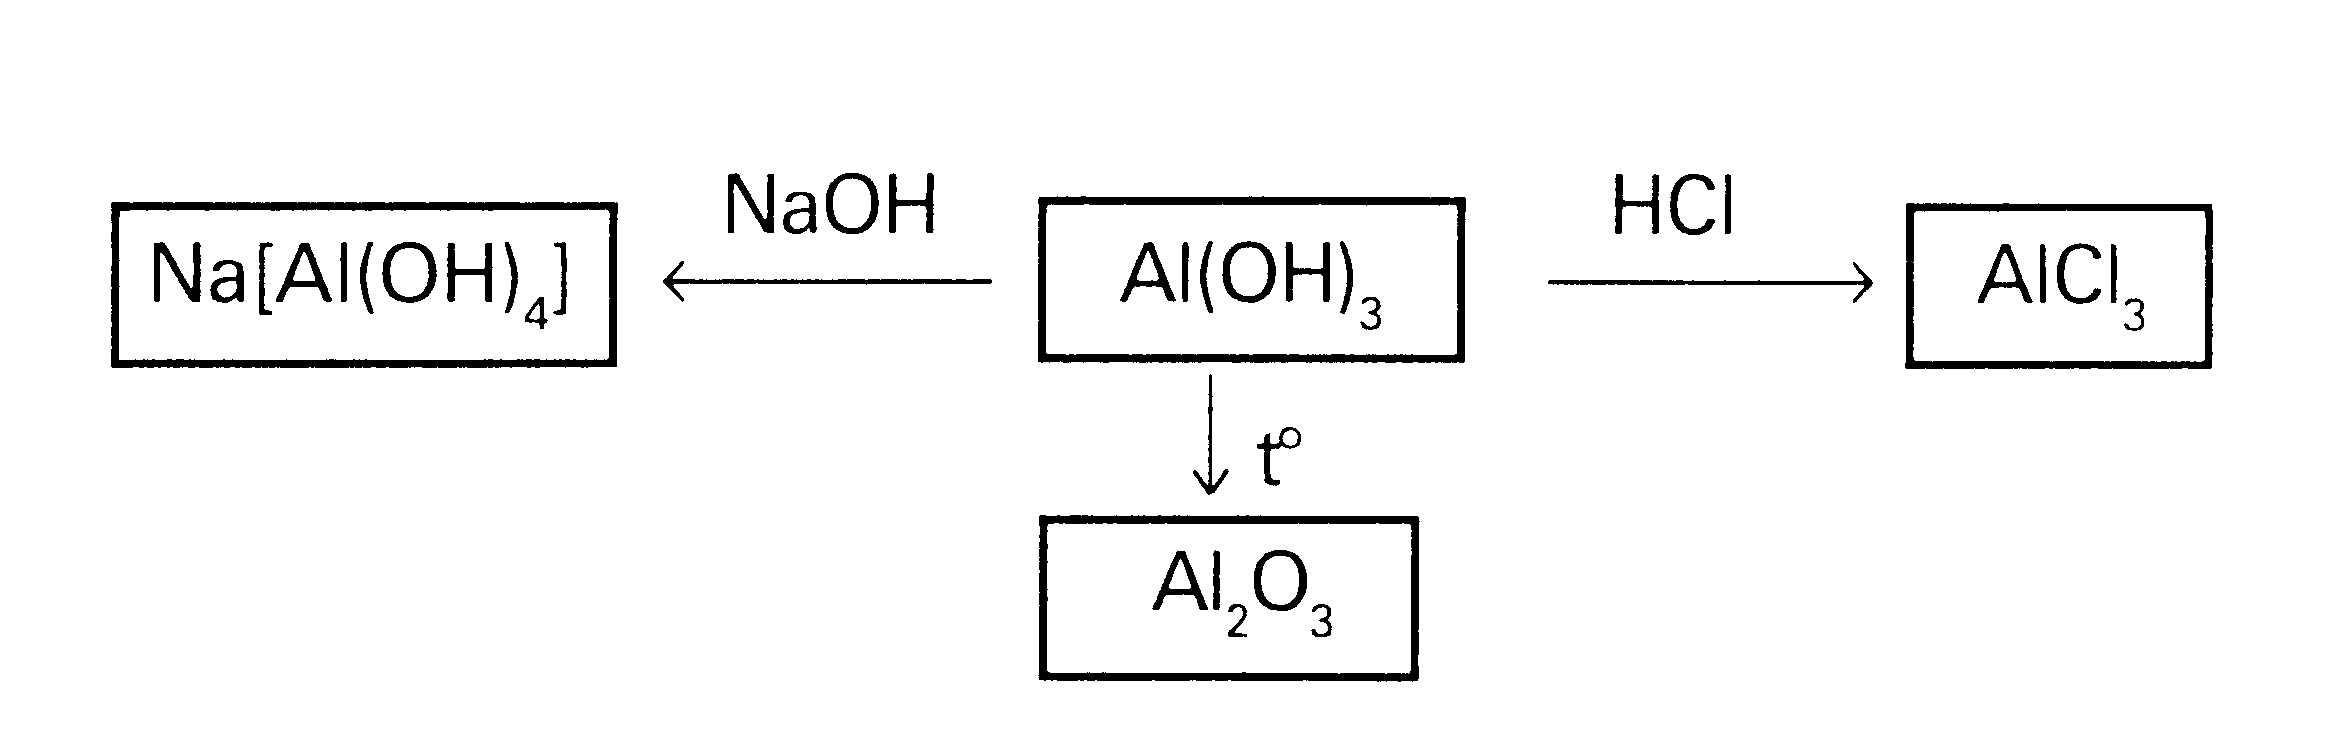 NaOH HCl
Na[Al(OH)₄] Al(OH)₃ AlCl₃
t°
Al₂O₃